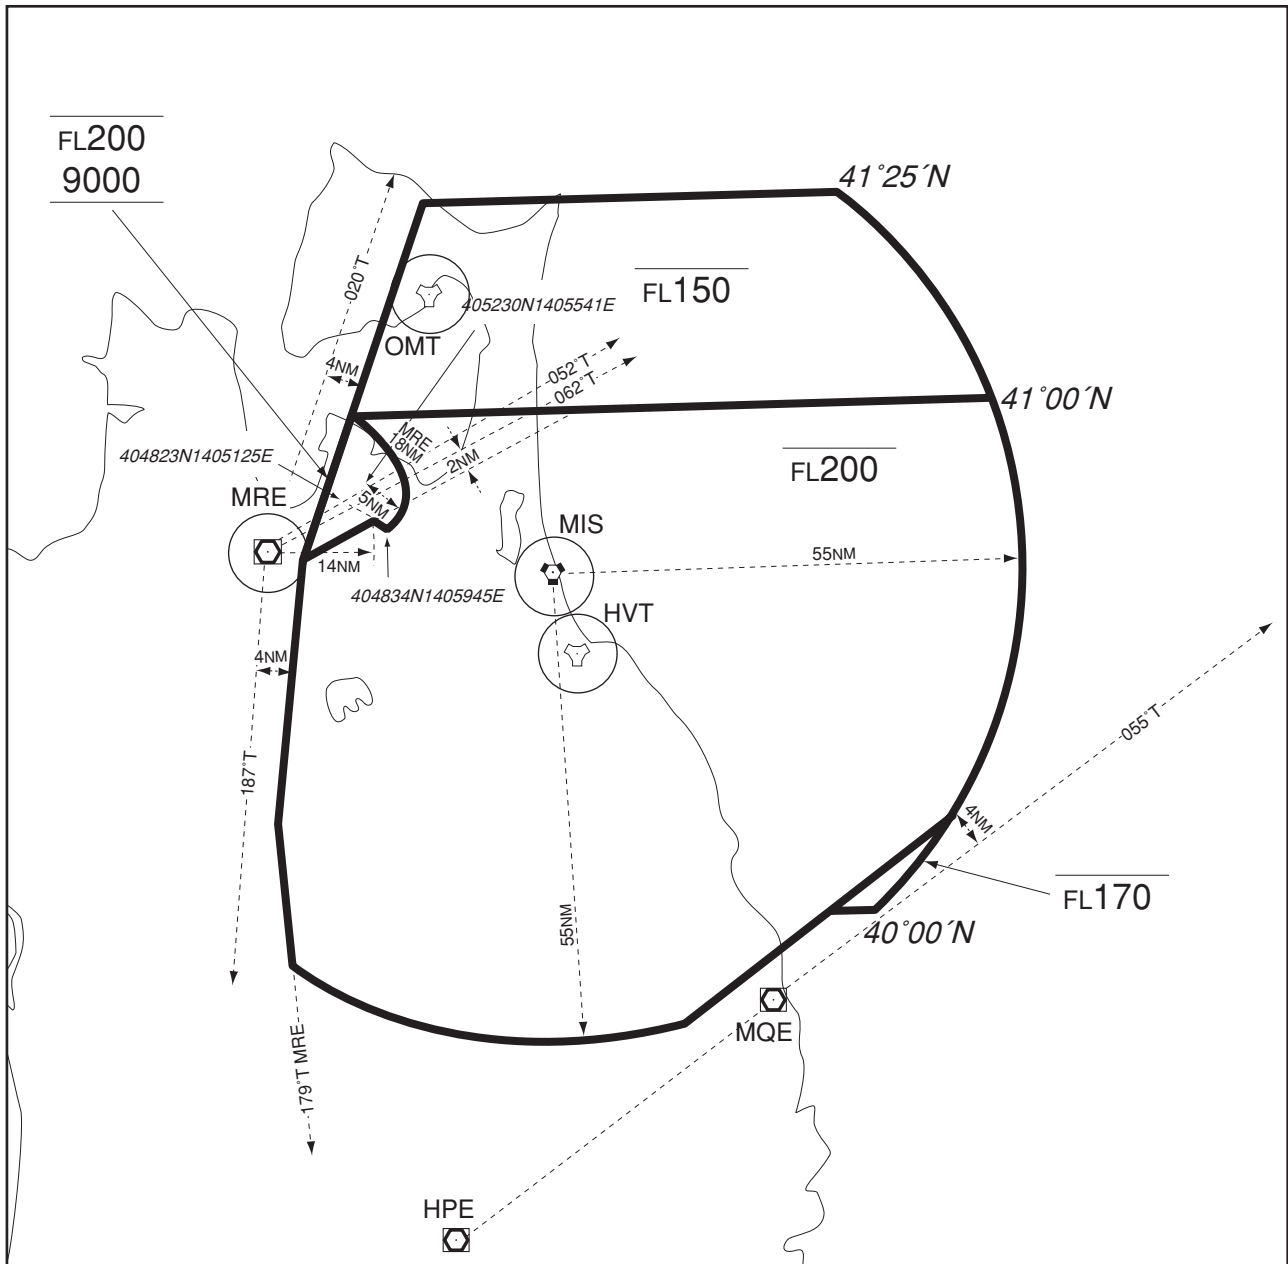 FL200
9000
41°25´N
020°T
FL150
405230N1405541E
OMT
052°T
062°T
4NM
41°00´N
MRE
18NM
404823N1405125E
2NM
FL200
MRE
5NM
MIS
14NM
55NM
404834N1405945E
HVT
4NM
055°T
187°T
4NM
FL170
55NM
40°00´N
MQE
179°T MRE
HPE